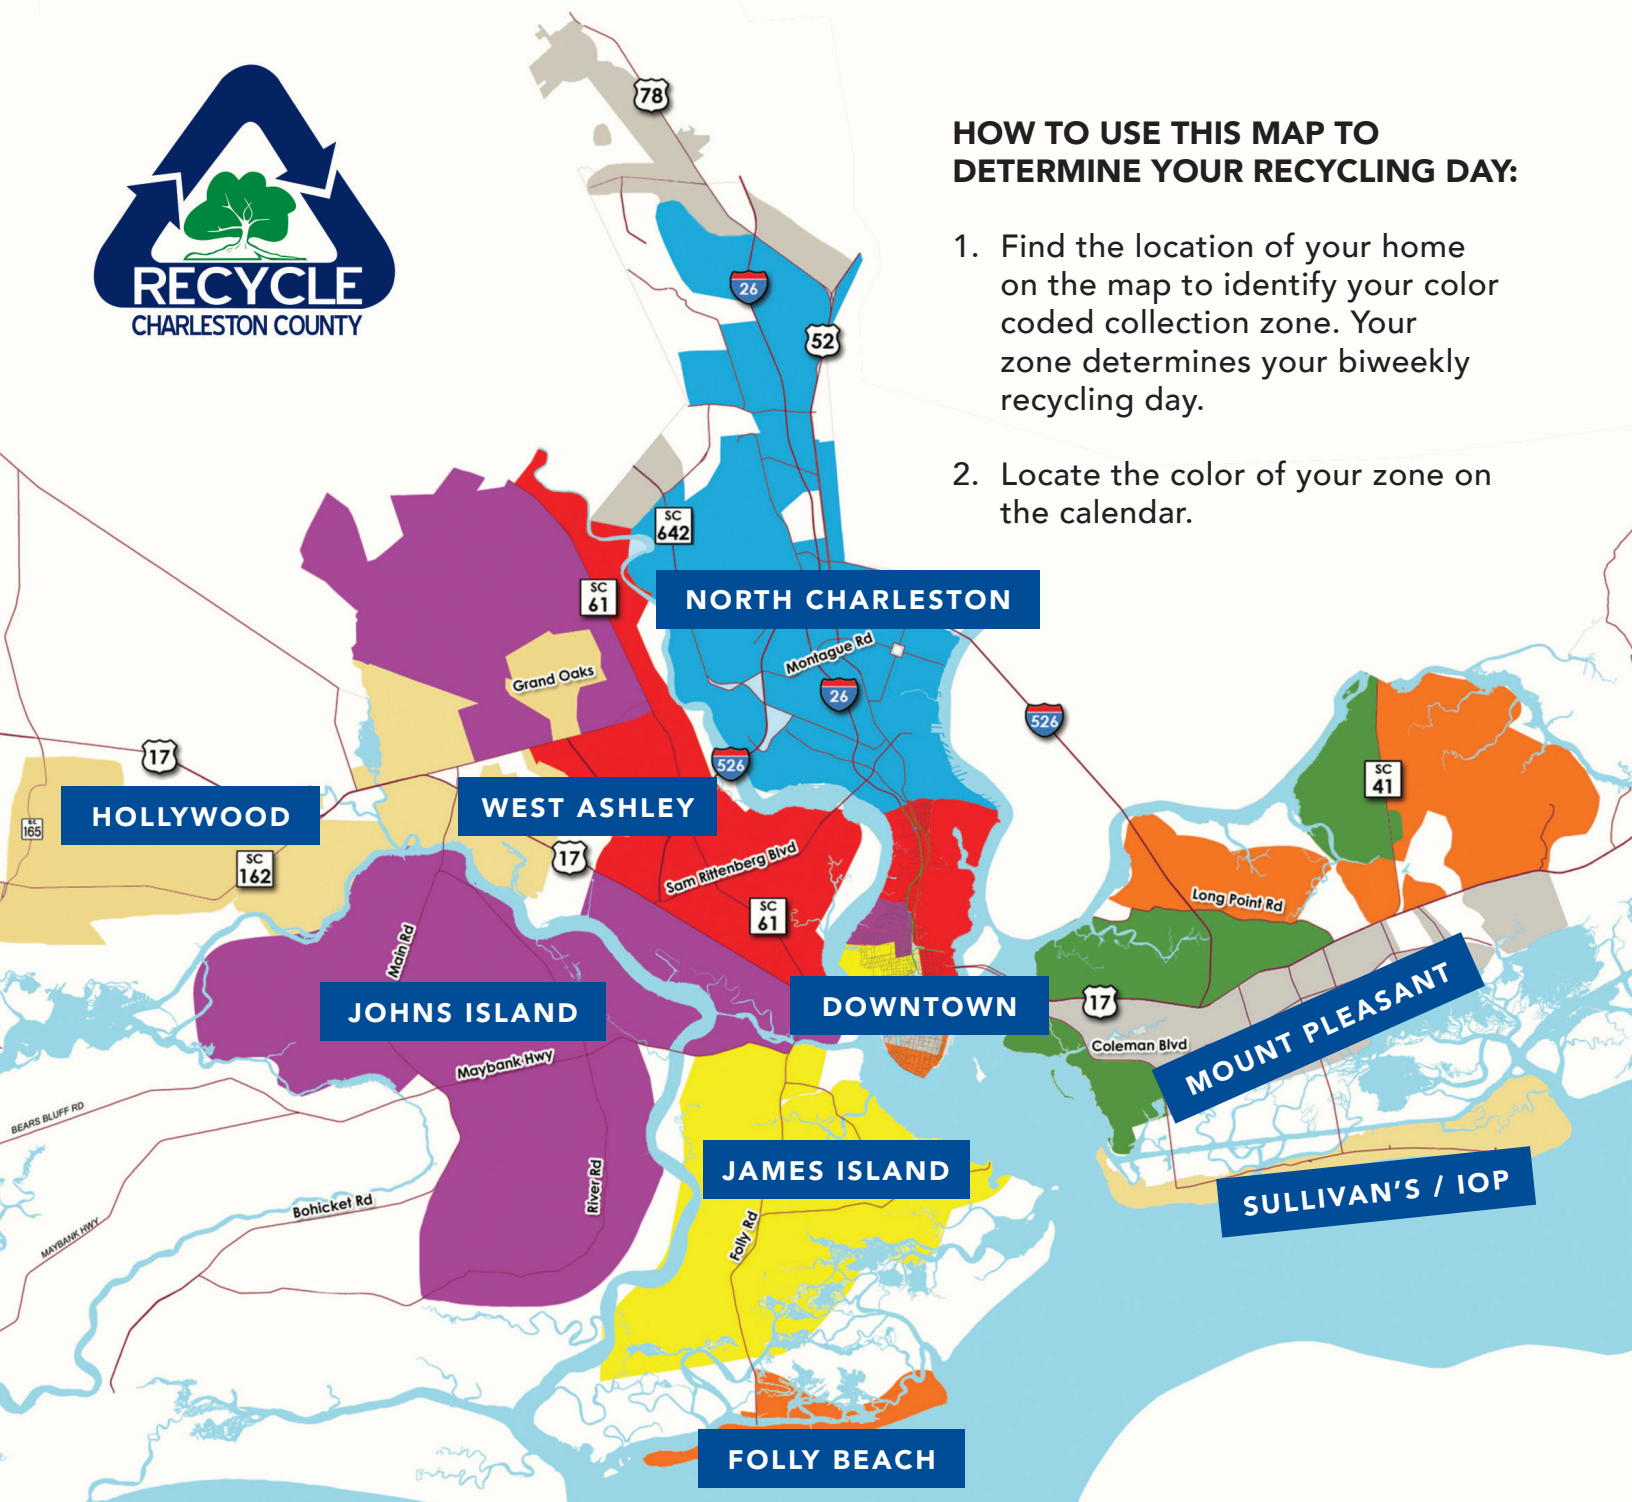 78
HOW TO USE THIS MAP TO
DETERMINE YOUR RECYCLING DAY:
1. Find the location of your home
on the map to identify your color
coded collection zone. Your
zone determines your biweekly
recycling day.
2. Locate the color of your zone on
the calendar.
RECYCLE
CHARLESTON COUNTY
26
52
SC
642
SC
61
NORTH CHARLESTON
Montague Rd
Grand Oaks
26
526
17
526
SC
41
HOLLYWOOD
WEST ASHLEY
S.C.
165
SC
162
17
Sam Rittenberg Blvd
SC
61
Long Point Rd
Main Rd
JOHNS ISLAND
DOWNTOWN
17
MOUNT PLEASANT
Coleman Blvd
Maybank Hwy
BEARS BLUFF RD
JAMES ISLAND
SULLIVAN'S / IOP
River Rd
Bohicket Rd
MAYBANK HWY
Folly Rd
FOLLY BEACH